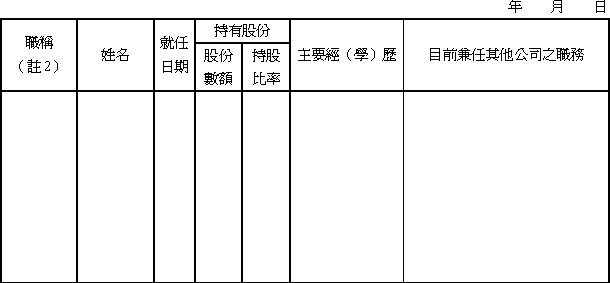 年 月 日
職稱
（註2）
姓名
就任
日期
持有股份
股份
數額
持股
比率
主要經（學）歷
目前兼任其他公司之職務